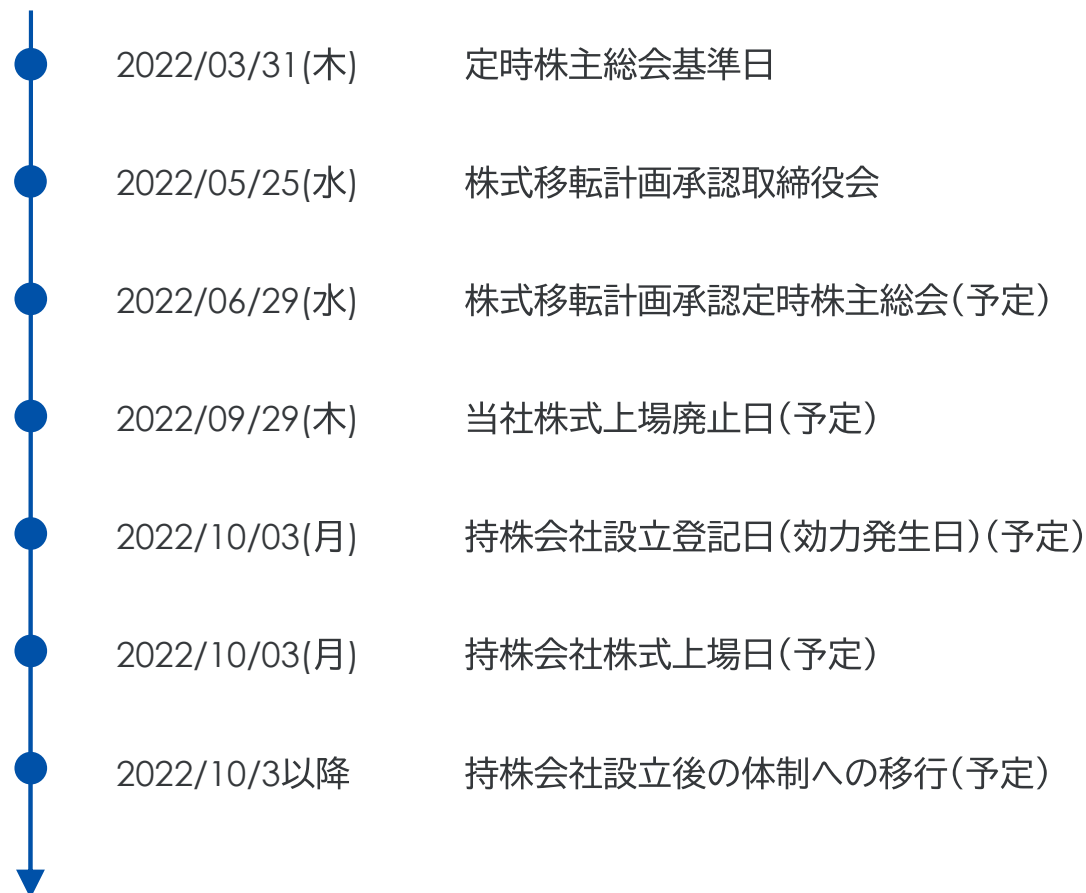 2022/03/31(木) 定時株主総会基準日
2022/05/25(水) 株式移転計画承認取締役会
2022/06/29(水) 株式移転計画承認定時株主総会(予定)
2022/09/29(木) 当社株式上場廃止日(予定)
2022/10/03(月) 持株会社設立登記日(効力発生日)(予定)
2022/10/03(月) 持株会社株式上場日(予定)
2022/10/3以降 持株会社設立後の体制への移行(予定)